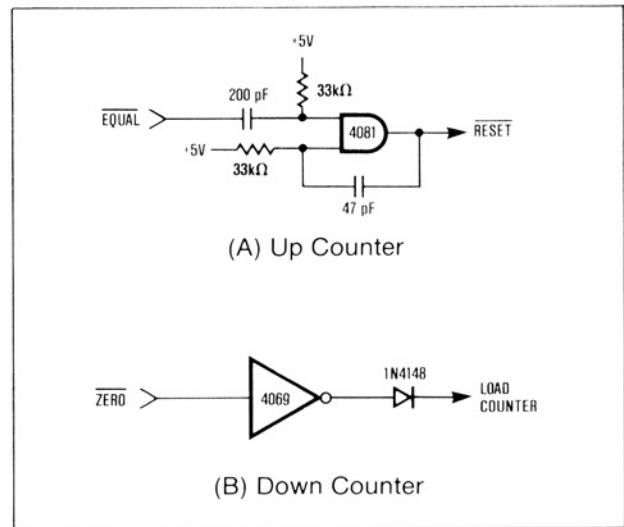 +5V
33kΩ
200 pF
EQUAL
4081
RESET
+5V
33kΩ
47 pF
(A) Up Counter
1N4148
ZERO
4069
LOAD
COUNTER
(B) Down Counter